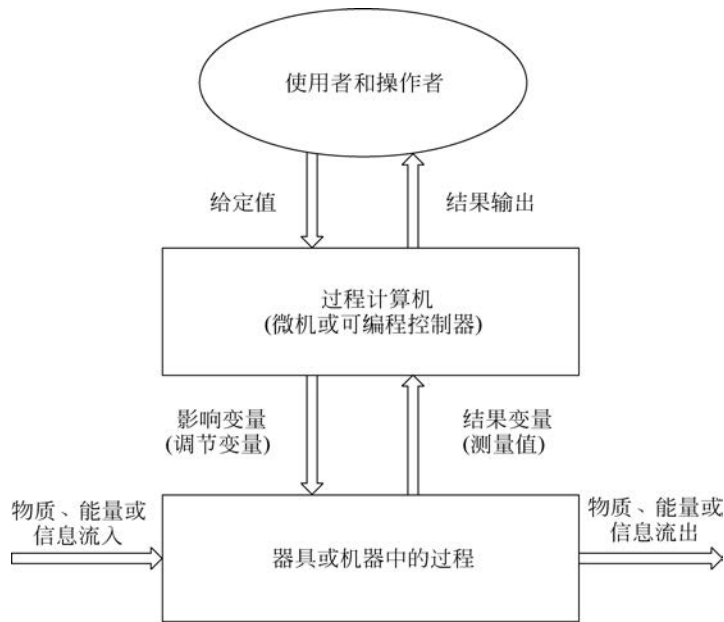 使用者和操作者
给定值
结果输出
过程计算机
(微机或可编程控制器)
影响变量
(调节变量)
结果变量
(测量值)
物质、能量或
信息流入
器具或机器中的过程
物质、能量或
信息流出